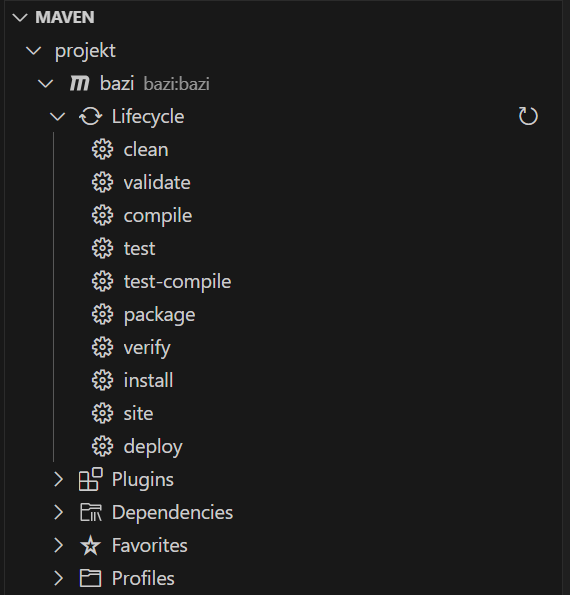 MAVEN
projekt
bazi bazi:bazi
Lifecycle
clean
validate
compile
test
test-compile
package
verify
install
site
deploy
Plugins
Dependencies
Favorites
Profiles